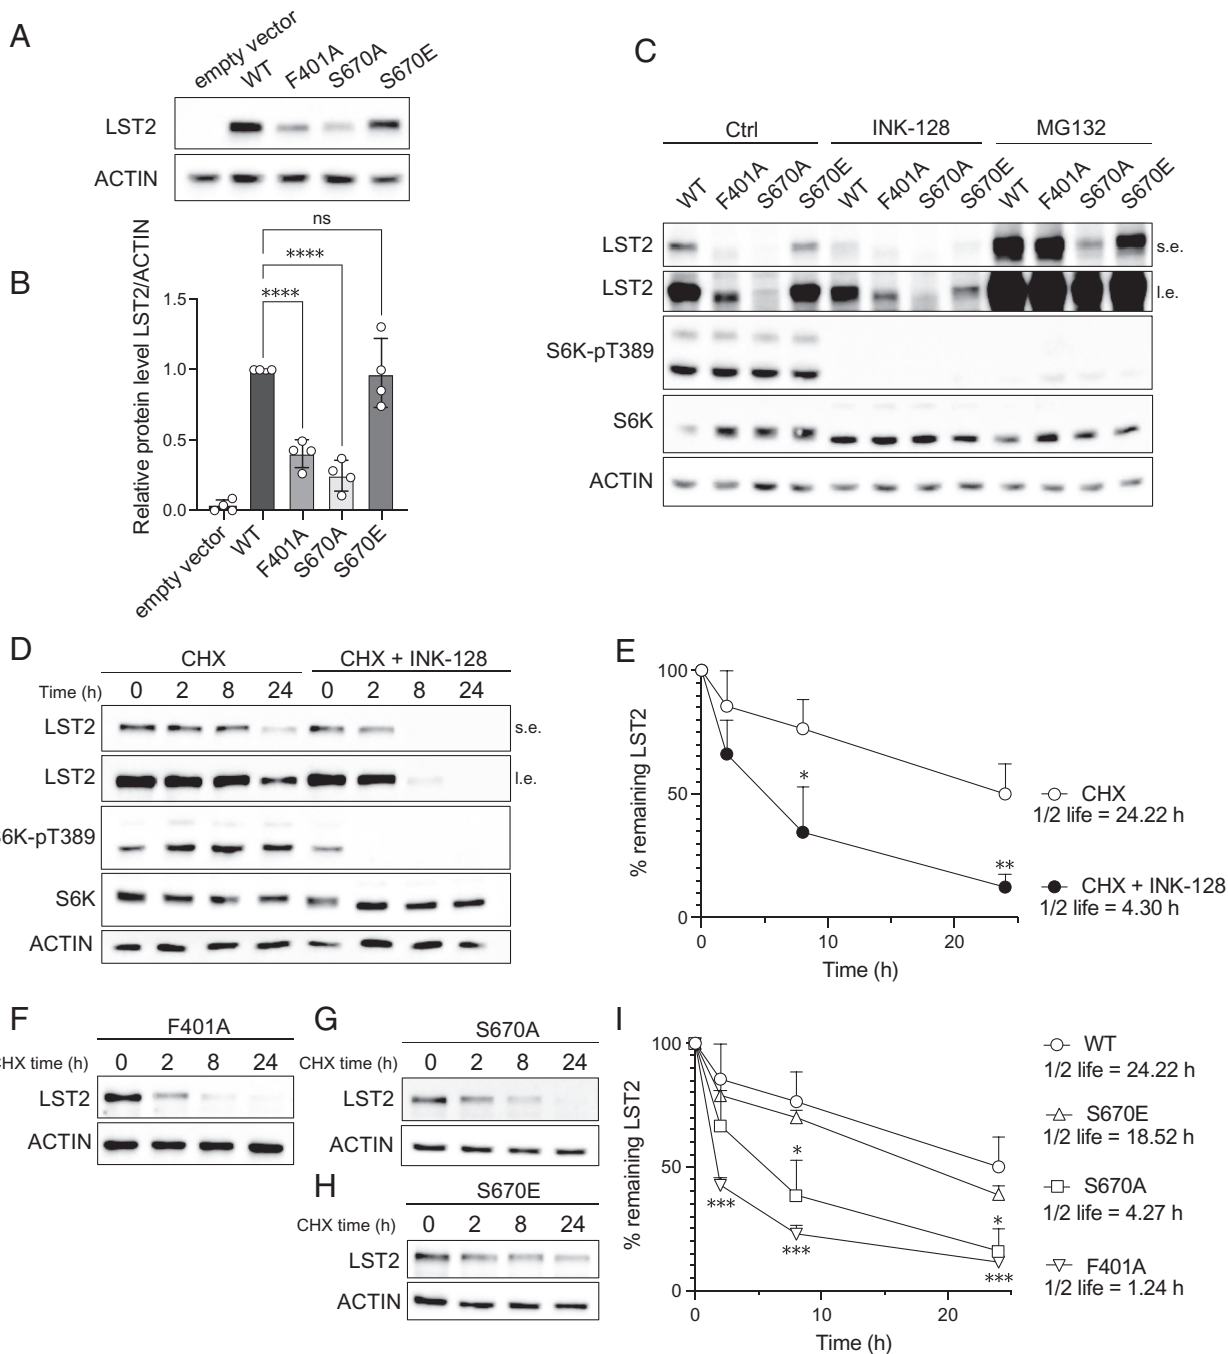 A
empty vector
WT
F401A
S670A
S670E
LST2
ACTIN
B
Relative protein level LST2/ACTIN
ns
****
****
1.5
1.0
0.5
0.0
empty vector
WT
F401A
S670A
S670E
C
Ctrl INK-128 MG132
WT F401A S670A S670E WT F401A S670A S670E WT F401A S670A S670E
LST2 s.e.
LST2 l.e.
S6K-pT389
S6K
ACTIN
D
CHX CHX + INK-128
Time (h) 0 2 8 24 0 2 8 24
LST2 s.e.
LST2 l.e.
S6K-pT389
S6K
ACTIN
E
% remaining LST2
100
50
0
*
**
0 10 20
Time (h)
CHX
1/2 life = 24.22 h
CHX + INK-128
1/2 life = 4.30 h
F
F401A
CHX time (h) 0 2 8 24
LST2
ACTIN
G
S670A
CHX time (h) 0 2 8 24
LST2
ACTIN
H
S670E
CHX time (h) 0 2 8 24
LST2
ACTIN
I
% remaining LST2
100
50
0
***
*
***
*
***
0 10 20
Time (h)
WT
1/2 life = 24.22 h
S670E
1/2 life = 18.52 h
S670A
1/2 life = 4.27 h
F401A
1/2 life = 1.24 h